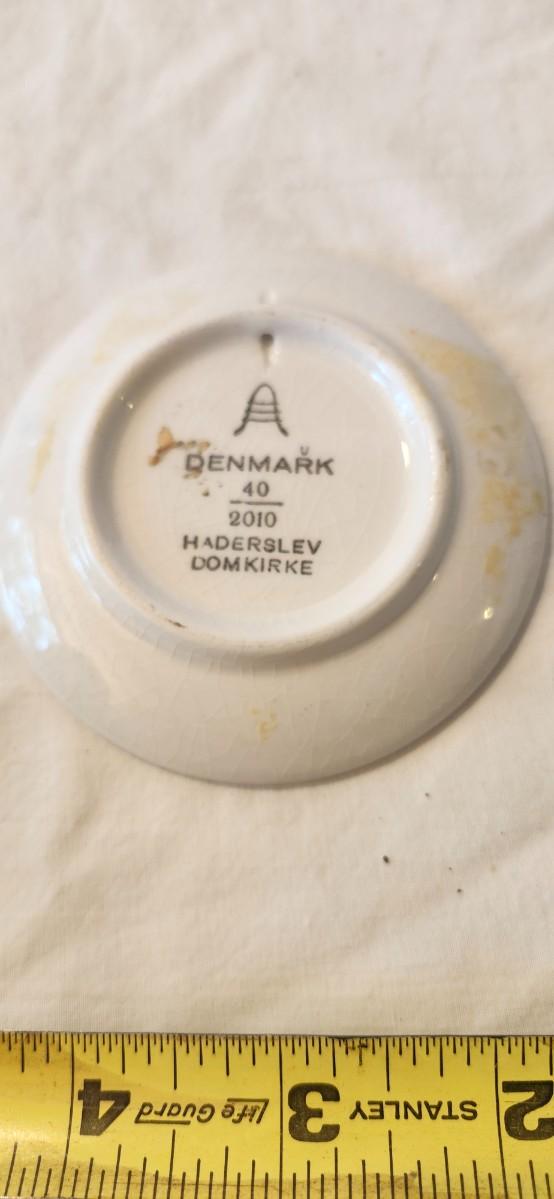 DENMARK
40
2010
HADERSLEV
DOMKIRKE
4 Life Guard 3 STANLEY 2